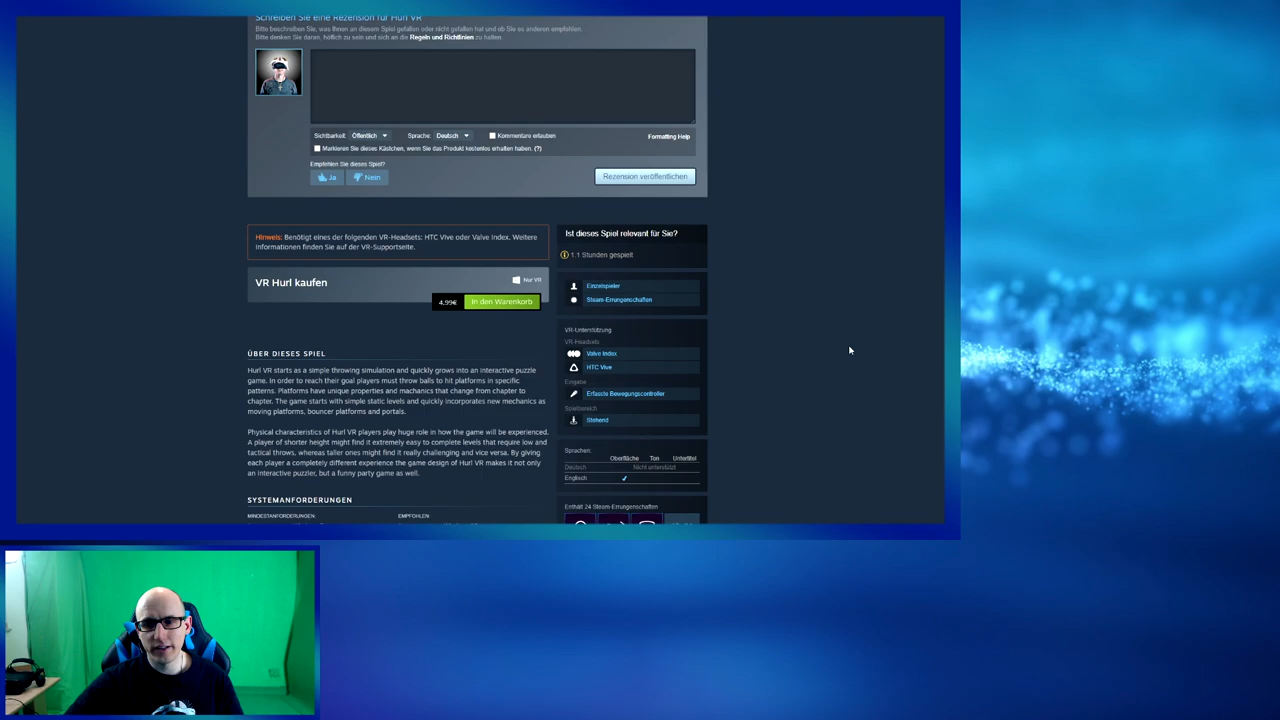 Schreiben Sie eine Rezension für Hurl VR
Bitte beschreiben Sie, was Ihnen an diesem Spiel gefallen oder nicht gefallen hat und ob Sie es anderen empfehlen.
Bitte denken Sie daran, höflich zu sein und sich an die Regeln und Richtlinien zu halten.
Sichtbarkeit: Öffentlich Sprache: Deutsch Kommentare erlauben Formatting Help
Markieren Sie dieses Kästchen, wenn Sie das Produkt kostenlos erhalten haben. (?)
Empfehlen Sie dieses Spiel?
Ja Nein Rezension veröffentlichen
Hinweis: Benötigt eines der folgenden VR-Headsets: HTC Vive oder Valve Index. Weitere
Informationen finden Sie auf der VR-Supportseite.
VR Hurl kaufen
Nur VR
4,99€ In den Warenkorb
ÜBER DIESES SPIEL
Hurl VR starts as a simple throwing simulation and quickly grows into an interactive puzzle
game. In order to reach their goal players must throw balls to hit platforms in specific
patterns. Platforms have unique properties and machanics that change from chapter to
chapter. The game starts with simple static levels and quickly incorporates new mechanics as
moving platforms, bouncer platforms and portals.
Physical characteristics of Hurl VR players play huge role in how the game will be experienced.
A player of shorter height might find it extremely easy to complete levels that require low and
tactical throws, whereas taller ones might find it really challenging and vice versa. By giving
each player a completely different experience the game design of Hurl VR makes it not only
an interactive puzzler, but a funny party game as well.
SYSTEMANFORDERUNGEN
MINDESTANFORDERUNGEN: EMPFOHLEN:
Ist dieses Spiel relevant für Sie?
1.1 Stunden gespielt
Einzelspieler
Steam-Errungenschaften
VR-Unterstützung
VR-Headsets
Valve Index
HTC Vive
Eingabe
Erfasste Bewegungscontroller
Spielbereich
Stehend
Sprachen:
Oberfläche Ton Untertitel
Deutsch Nicht unterstützt
Englisch ✔
Enthält 24 Steam-Errungenschaften